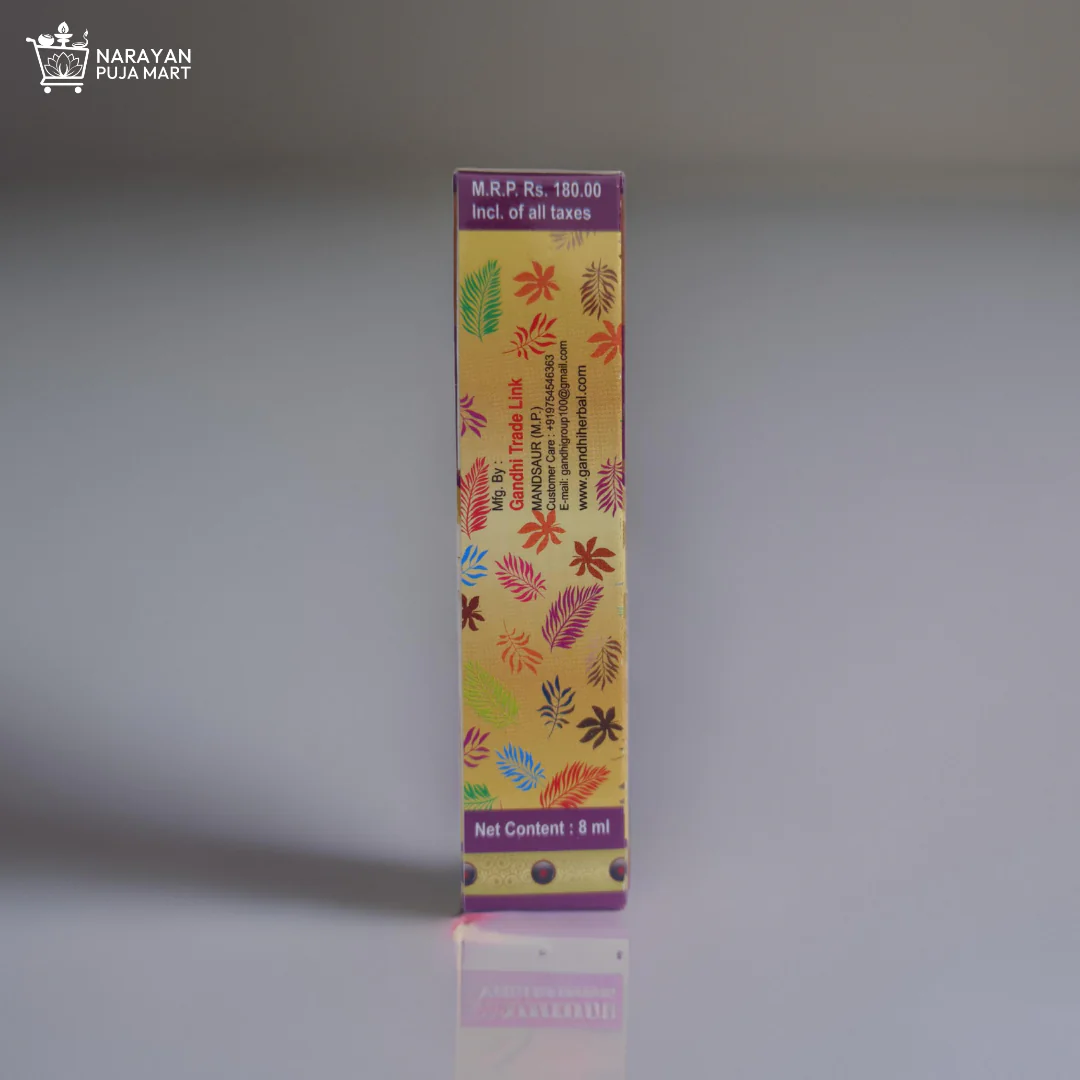 NARAYAN
PUJA MART
M.R.P. Rs. 180.00
Incl. of all taxes
Mfg. By :
Gandhi Trade Link
MANDSAUR (M.P.)
Customer Care : +919754546363
E-mail: gandhigroup100@gmail.com
www.gandhiherbal.com
Net Content : 8 ml